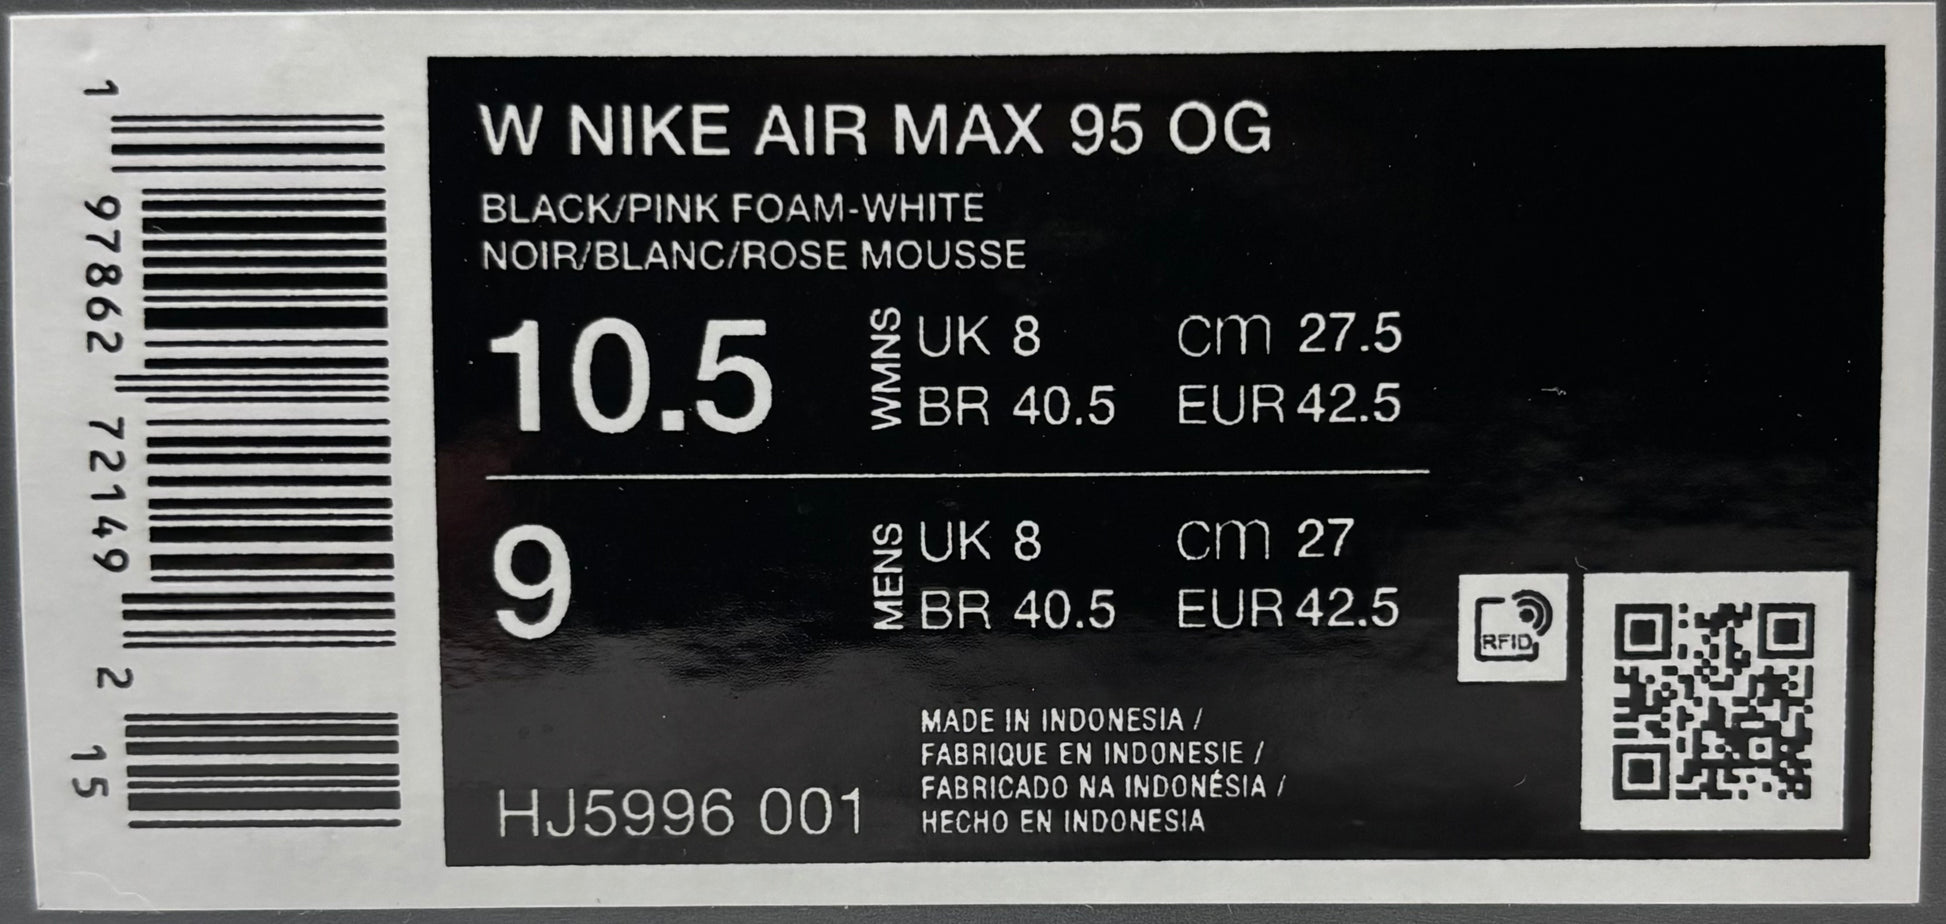 1 97862 72149 2 15
W NIKE AIR MAX 95 OG
BLACK/PINK FOAM-WHITE
NOIR/BLANC/ROSE MOUSSE
10.5
WMNS
UK 8 cm 27.5
BR 40.5 EUR 42.5
9
MENS
UK 8 cm 27
BR 40.5 EUR 42.5
RFID
HJ5996 001
MADE IN INDONESIA /
FABRIQUE EN INDONESIE /
FABRICADO NA INDONÉSIA /
HECHO EN INDONESIA